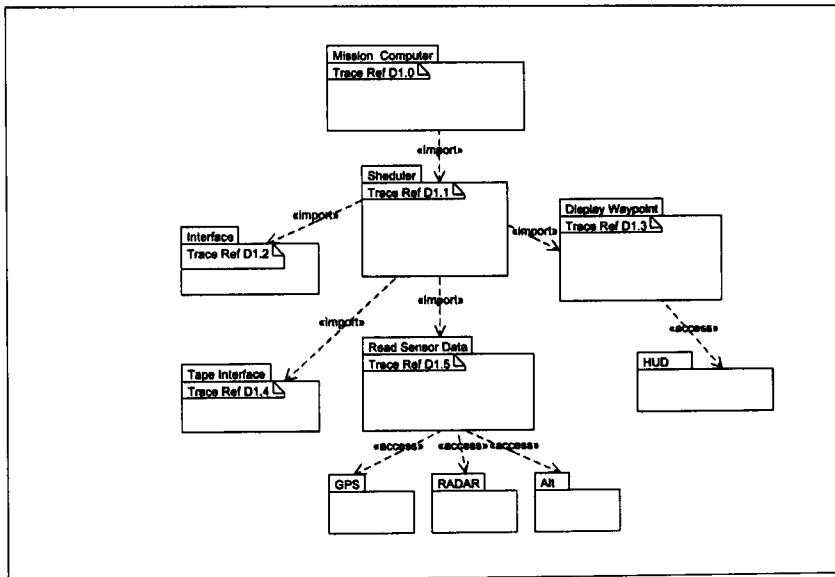 Mission Computer
Trace Ref D1.0
«import»
Sheduler
Trace Ref D1.1
«import»
Display Waypoint
Trace Ref D1.3
«import»
Interface
Trace Ref D1.2
«import»
«import»
Read Sensor Data
Trace Ref D1.5
«access»
HUD
Tape Interface
Trace Ref D1.4
«access»
«access»
«access»
GPS
RADAR
Alt